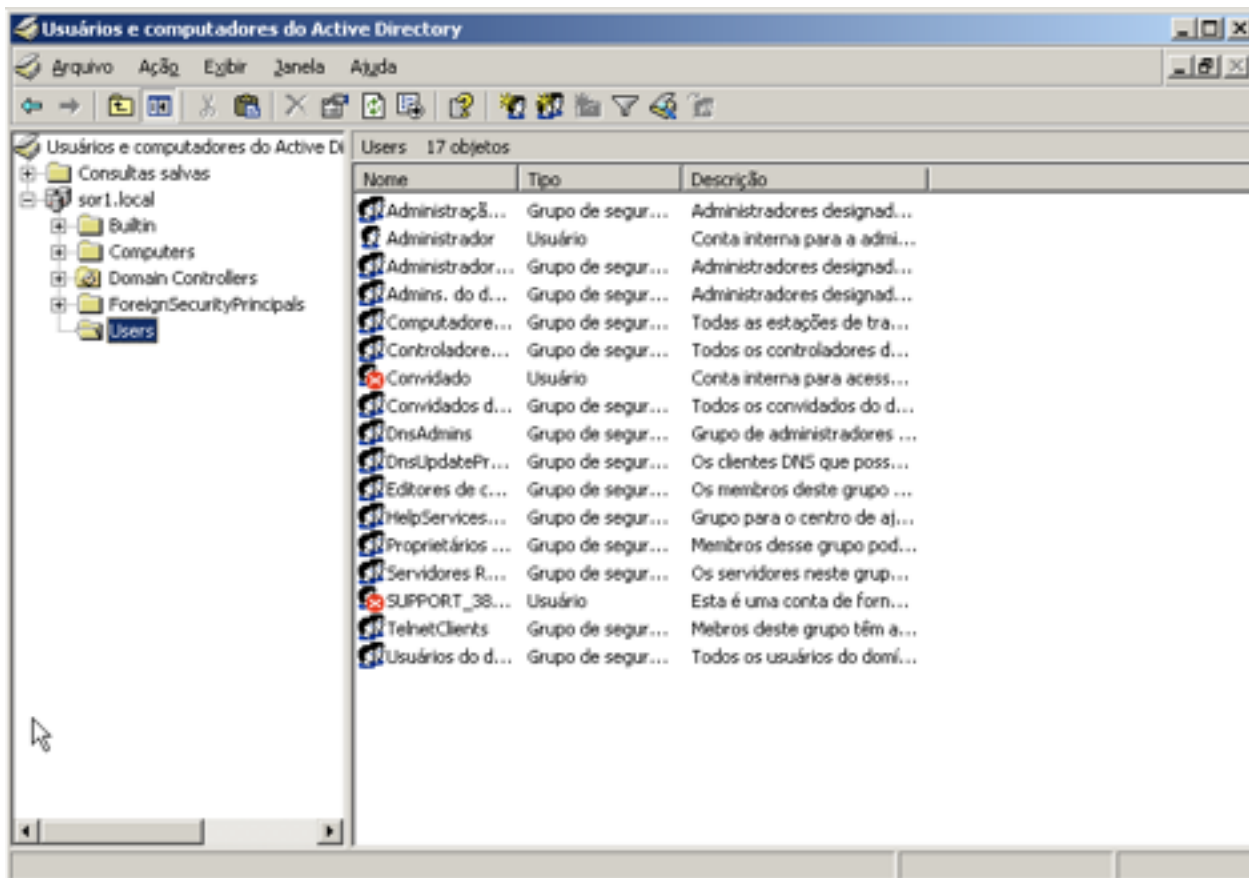 Usuários e computadores do Active Directory
Arquivo Ação Exibir Janela Ajuda
Usuários e computadores do Active Di
Consultas salvas
sor1.local
Builtin
Computers
Domain Controllers
ForeignSecurityPrincipals
Users
Users 17 objetos
Nome Tipo Descrição
Administraçã... Grupo de segur... Administradores designad...
Administrador Usuário Conta interna para a admi...
Administrador... Grupo de segur... Administradores designad...
Admins. do d... Grupo de segur... Administradores designad...
Computadore... Grupo de segur... Todas as estações de tra...
Controladore... Grupo de segur... Todos os controladores d...
Convidado Usuário Conta interna para acess...
Convidados d... Grupo de segur... Todos os convidados do d...
DnsAdmins Grupo de segur... Grupo de administradores ...
DnsUpdatePr... Grupo de segur... Os clientes DNS que poss...
Editores de c... Grupo de segur... Os membros deste grupo ...
HelpServices... Grupo de segur... Grupo para o centro de aj...
Proprietários ... Grupo de segur... Membros desse grupo pod...
Servidores R... Grupo de segur... Os servidores neste grup...
SUPPORT_38... Usuário Esta é uma conta de forn...
TelnetClients Grupo de segur... Mebros deste grupo têm a...
Usuários do d... Grupo de segur... Todos os usuários do domí...